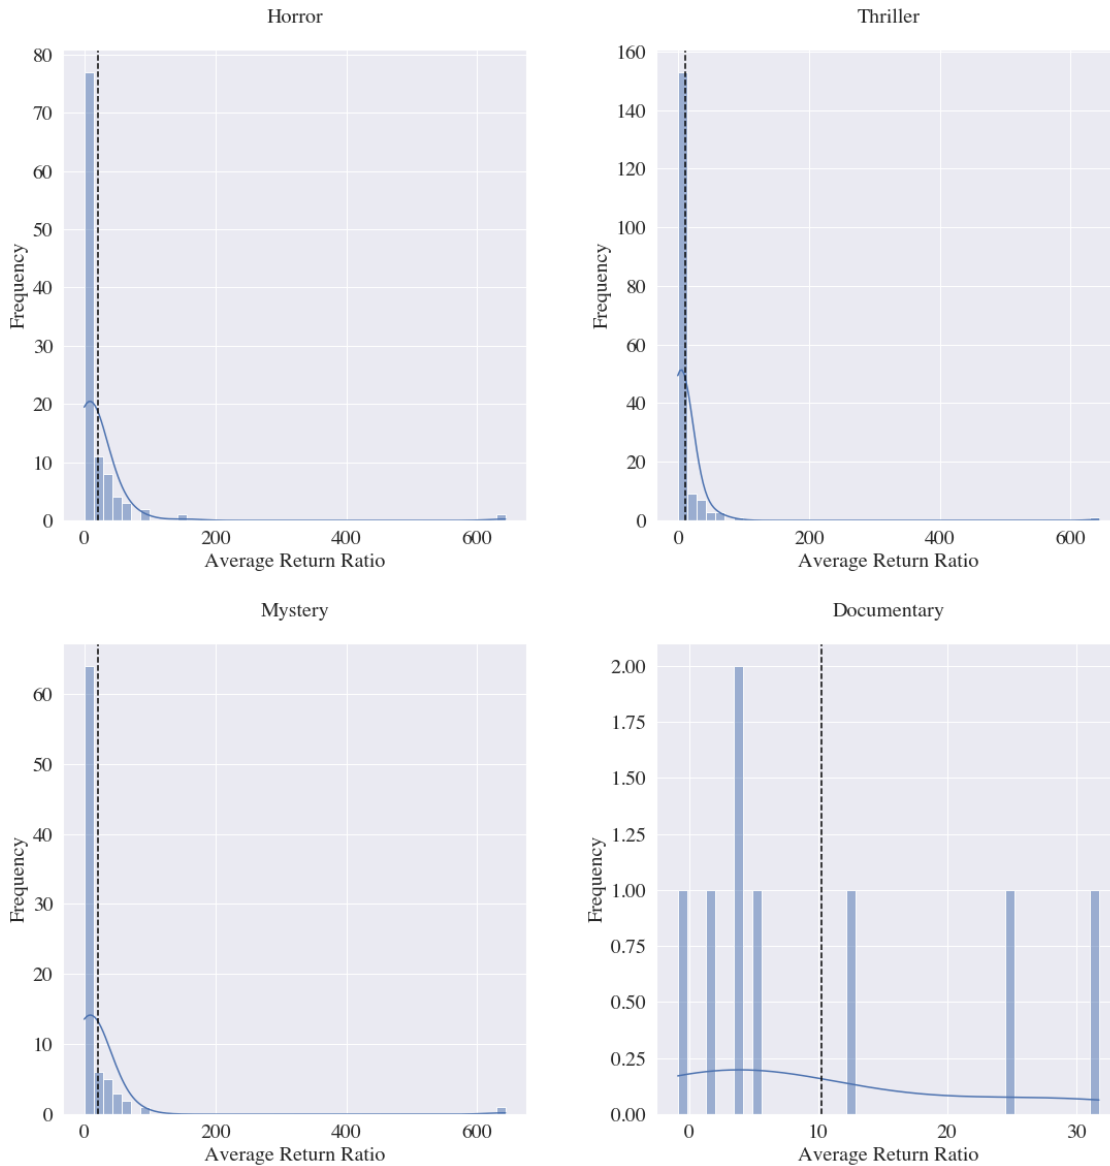 Horror
80
70
60
50
40
30
20
10
0
Frequency
0 200 400 600
Average Return Ratio
Thriller
160
140
120
100
80
60
40
20
0
Frequency
0 200 400 600
Average Return Ratio
Mystery
60
50
40
30
20
10
0
Frequency
0 200 400 600
Average Return Ratio
Documentary
2.00
1.75
1.50
1.25
1.00
0.75
0.50
0.25
0.00
Frequency
0 10 20 30
Average Return Ratio